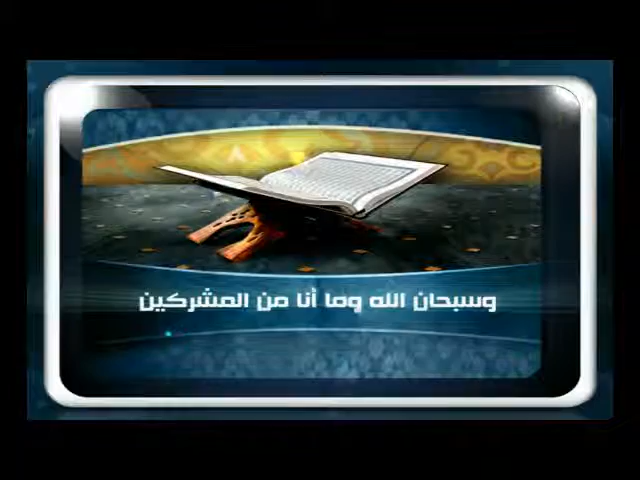 وسبحان الله وما أنا من المشركين